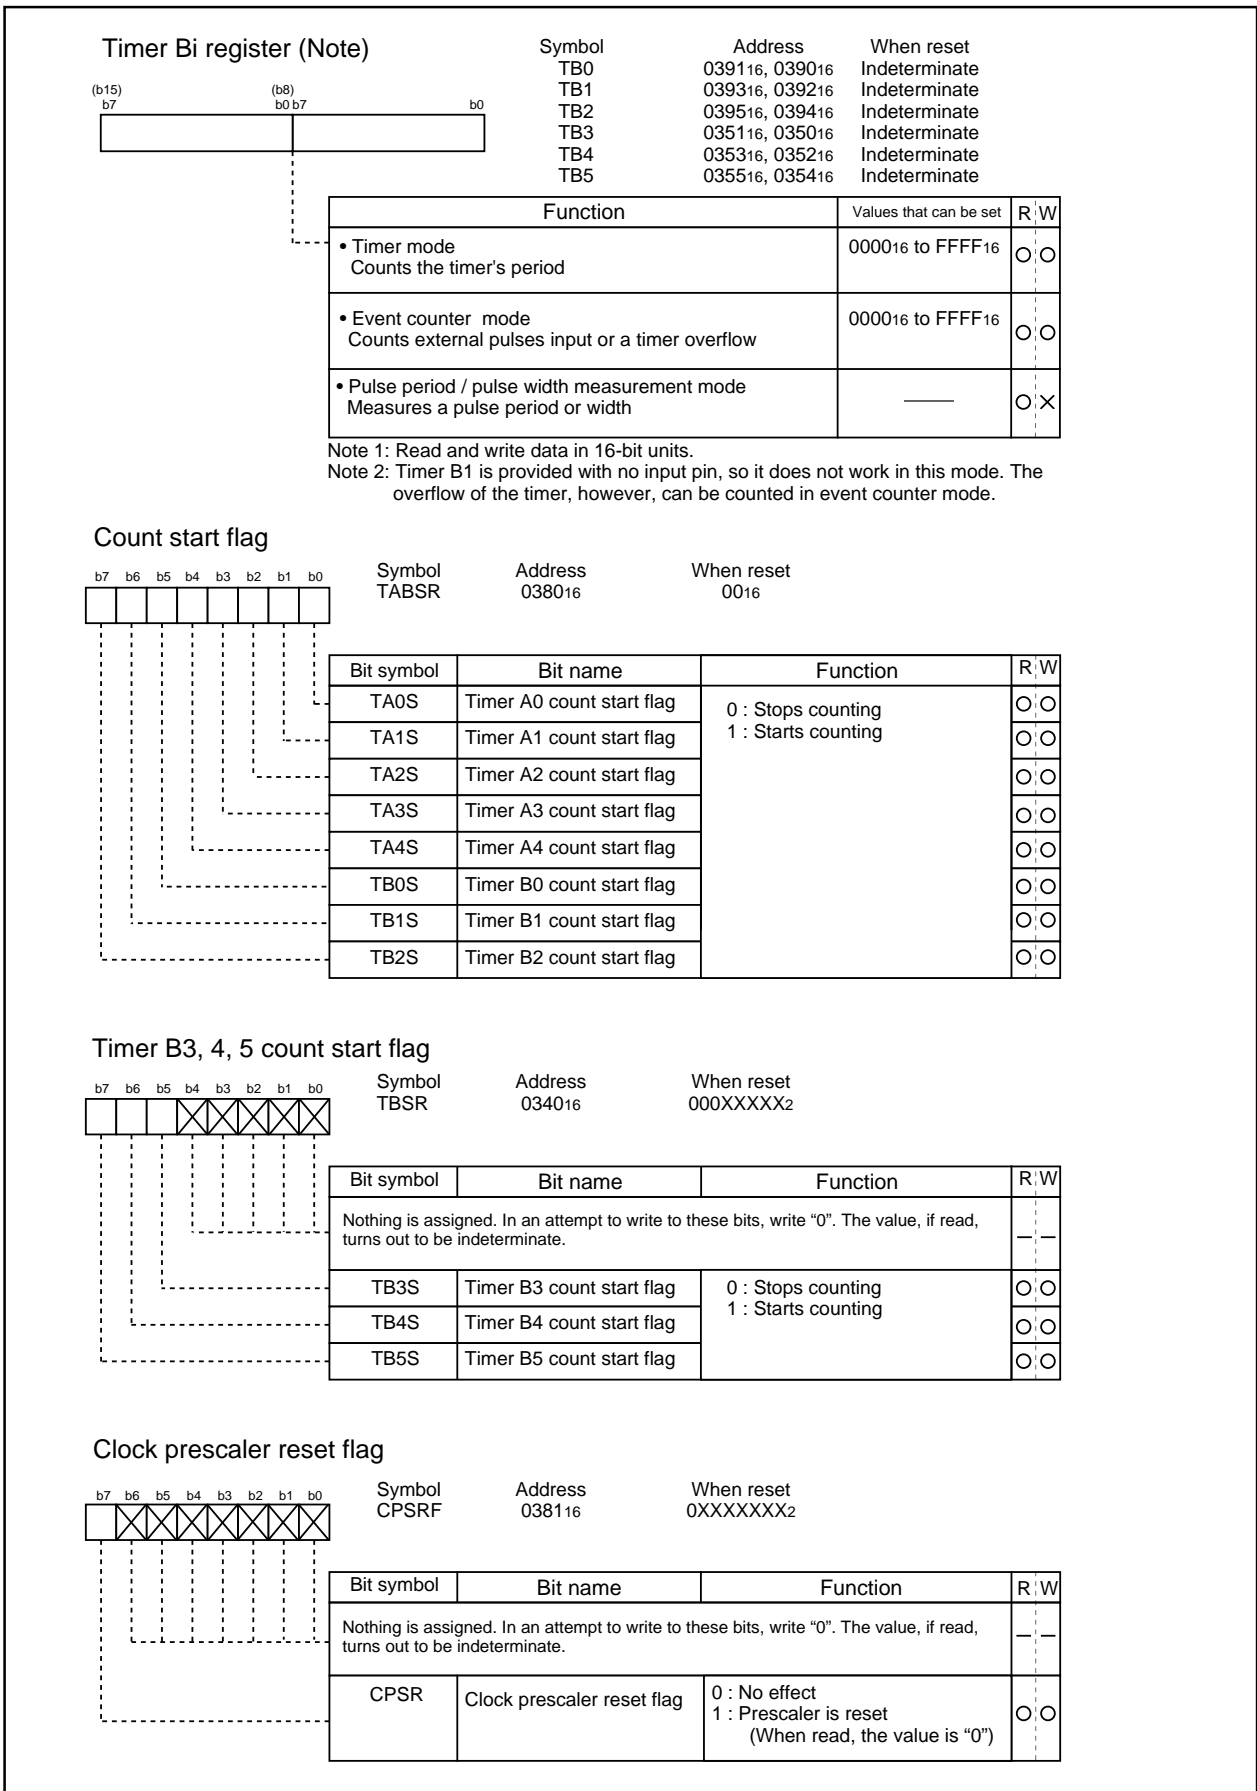 Timer Bi register (Note)
Symbol Address When reset
TB0 039116, 039016 Indeterminate
TB1 039316, 039216 Indeterminate
TB2 039516, 039416 Indeterminate
TB3 035116, 035016 Indeterminate
TB4 035316, 035216 Indeterminate
TB5 035516, 035416 Indeterminate
(b15) (b8)
b7 b0 b7 b0
Function Values that can be set R W
• Timer mode 000016 to FFFF16
Counts the timer's period
• Event counter mode 000016 to FFFF16
Counts external pulses input or a timer overflow
• Pulse period / pulse width measurement mode
Measures a pulse period or width
Note 1: Read and write data in 16-bit units.
Note 2: Timer B1 is provided with no input pin, so it does not work in this mode. The
overflow of the timer, however, can be counted in event counter mode.
Count start flag
b7 b6 b5 b4 b3 b2 b1 b0
Symbol Address When reset
TABSR 038016 0016
Bit symbol Bit name Function R W
TA0S Timer A0 count start flag 0 : Stops counting
TA1S Timer A1 count start flag 1 : Starts counting
TA2S Timer A2 count start flag
TA3S Timer A3 count start flag
TA4S Timer A4 count start flag
TB0S Timer B0 count start flag
TB1S Timer B1 count start flag
TB2S Timer B2 count start flag
Timer B3, 4, 5 count start flag
b7 b6 b5 b4 b3 b2 b1 b0
Symbol Address When reset
TBSR 034016 000XXXXX2
Bit symbol Bit name Function R W
Nothing is assigned. In an attempt to write to these bits, write “0”. The value, if read,
turns out to be indeterminate.
TB3S Timer B3 count start flag 0 : Stops counting
TB4S Timer B4 count start flag 1 : Starts counting
TB5S Timer B5 count start flag
Clock prescaler reset flag
b7 b6 b5 b4 b3 b2 b1 b0
Symbol Address When reset
CPSRF 038116 0XXXXXXX2
Bit symbol Bit name Function R W
Nothing is assigned. In an attempt to write to these bits, write “0”. The value, if read,
turns out to be indeterminate.
CPSR Clock prescaler reset flag 0 : No effect
1 : Prescaler is reset
(When read, the value is “0”)